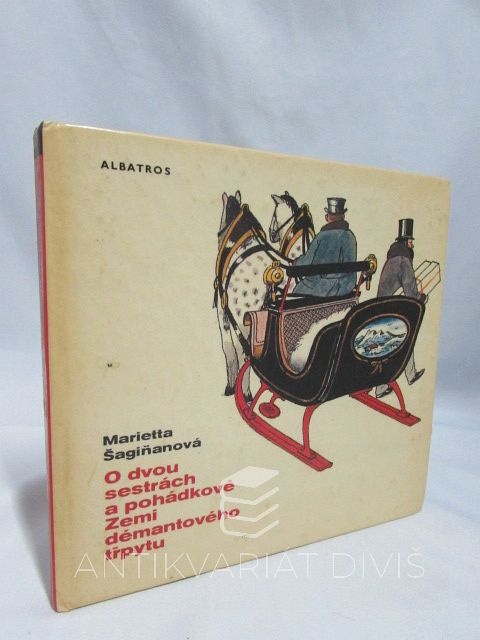 ALBATROS
Marietta
Šagiňanová
O dvou
sestrách
a pohádkové
Zemi
démantového
třpytu
ANTIKVARIÁT DIVIŠ